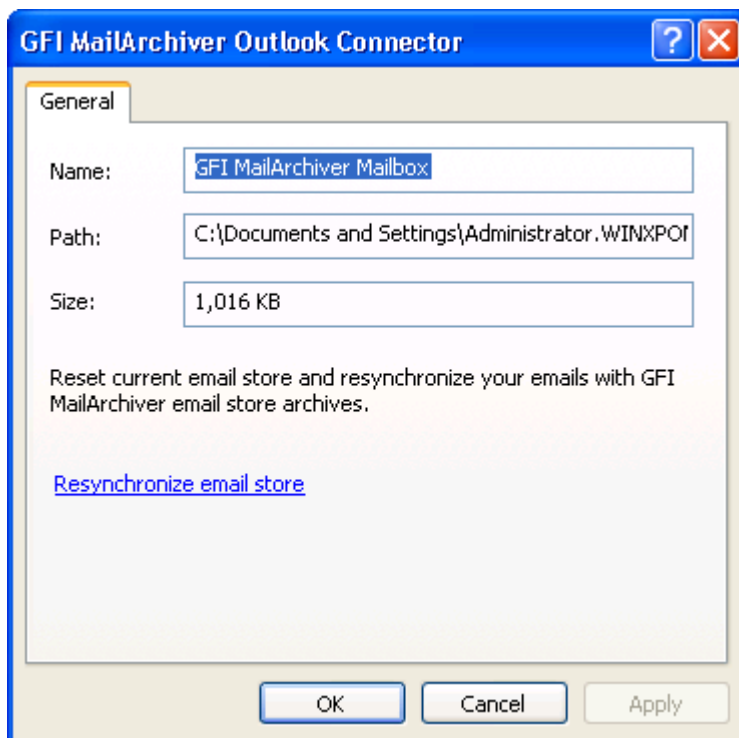 GFI MailArchiver Outlook Connector
General
Name: GFI MailArchiver Mailbox
Path: C:\Documents and Settings\Administrator.WINXPO
Size: 1,016 KB
Reset current email store and resynchronize your emails with GFI
MailArchiver email store archives.
Resynchronize email store
OK Cancel Apply